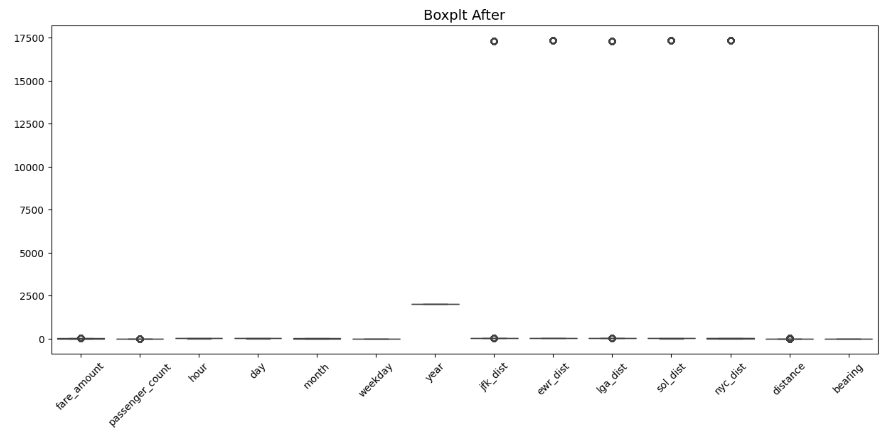 Boxplt After
17500
15000
12500
10000
7500
5000
2500
0
fare_amount
passenger_count
hour
day
month
weekday
year
jfk_dist
ewr_dist
lga_dist
sol_dist
nyc_dist
distance
bearing